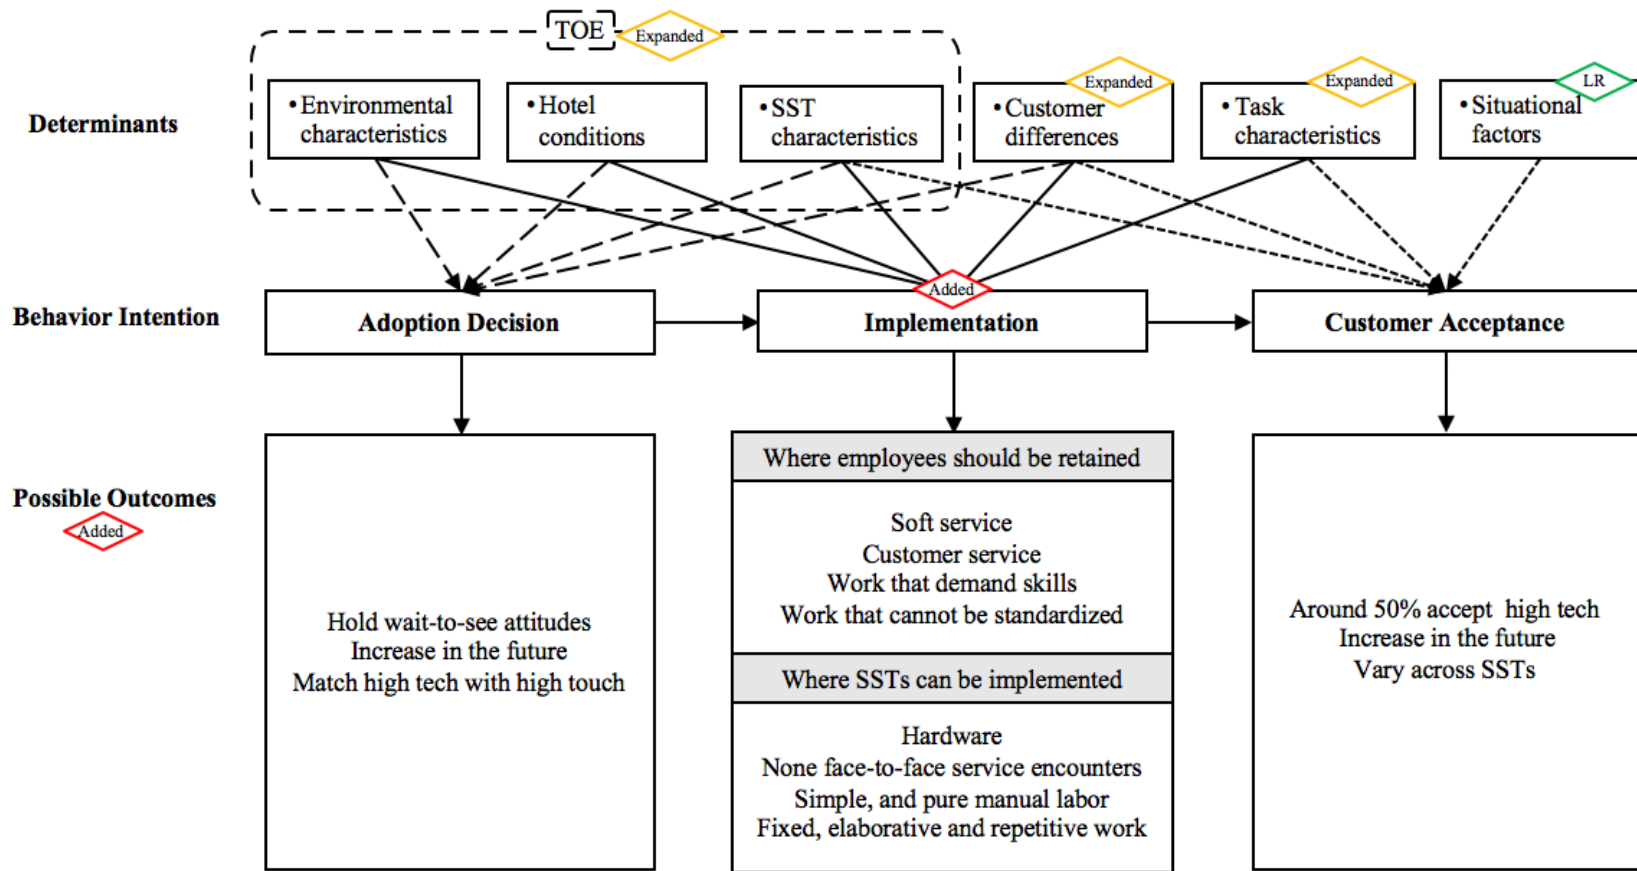 TOE
Expanded
Expanded
Expanded
LR
Determinants
• Environmental
characteristics
• Hotel
conditions
• SST
characteristics
• Customer
differences
• Task
characteristics
• Situational
factors
Added
Behavior Intention
Adoption Decision
Implementation
Customer Acceptance
Possible Outcomes
Added
Hold wait-to-see attitudes
Increase in the future
Match high tech with high touch
Where employees should be retained
Soft service
Customer service
Work that demand skills
Work that cannot be standardized
Where SSTs can be implemented
Hardware
None face-to-face service encounters
Simple, and pure manual labor
Fixed, elaborative and repetitive work
Around 50% accept high tech
Increase in the future
Vary across SSTs